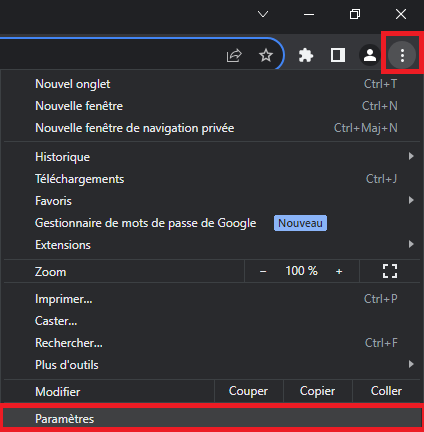 Nouvel onglet Ctrl+T
Nouvelle fenêtre Ctrl+N
Nouvelle fenêtre de navigation privée Ctrl+Maj+N
Historique
Téléchargements Ctrl+J
Favoris
Gestionnaire de mots de passe de Google Nouveau
Extensions
Zoom − 100 % +
Imprimer... Ctrl+P
Caster...
Rechercher... Ctrl+F
Plus d'outils
Modifier Couper Copier Coller
Paramètres